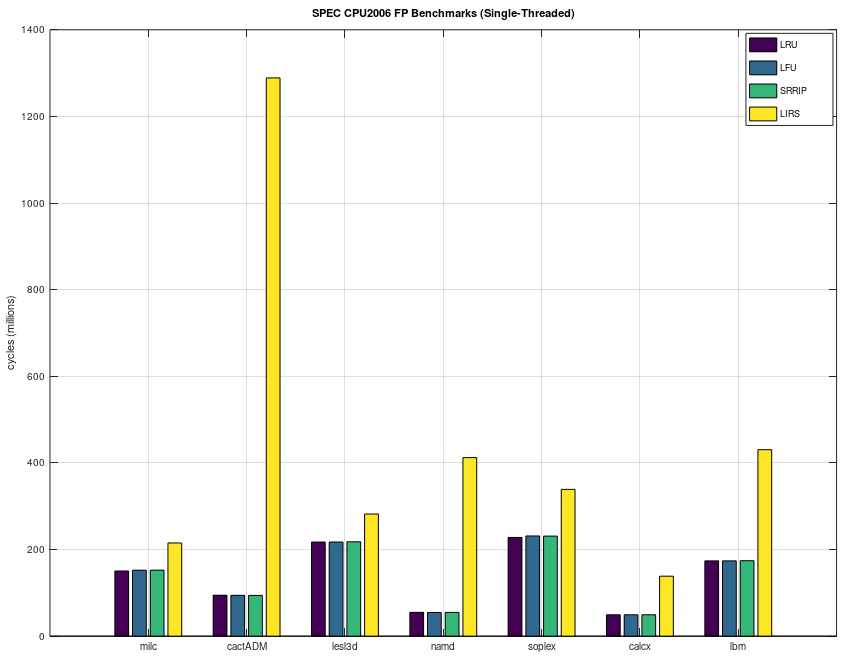 SPEC CPU2006 FP Benchmarks (Single-Threaded)
1400
1200
1000
800
600
400
200
0
cycles (millions)
LRU
LFU
SRRIP
LIRS
milc
cactADM
lesl3d
namd
soplex
calcx
lbm